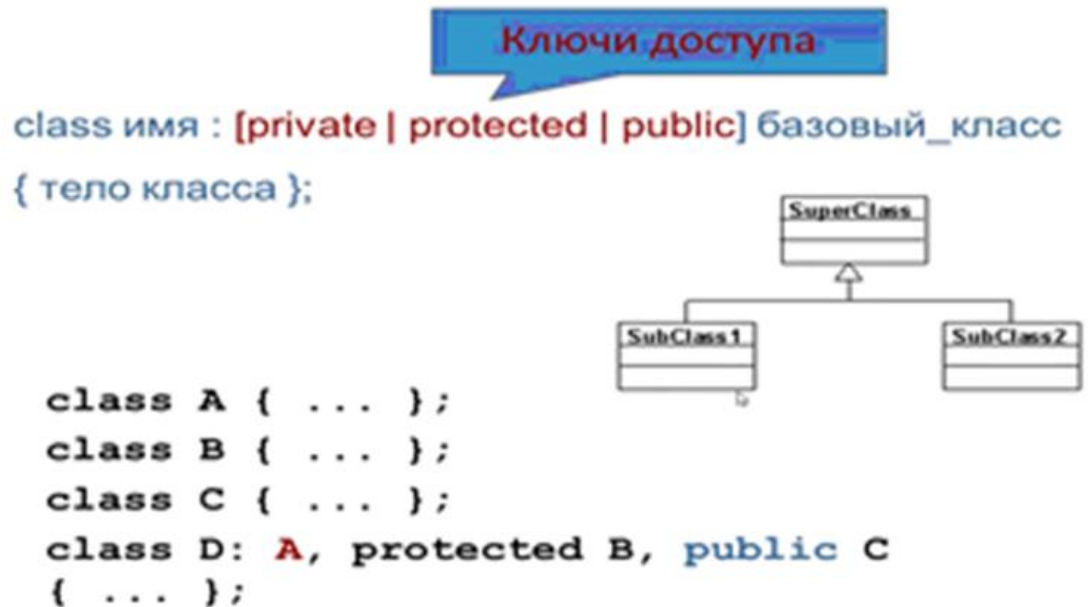 Ключи доступа
class имя : [private | protected | public] базовый_класс
{ тело класса };
SuperClass
SubClass1
SubClass2
class A { ... };
class B { ... };
class C { ... };
class D: A, protected B, public C
{ ... };